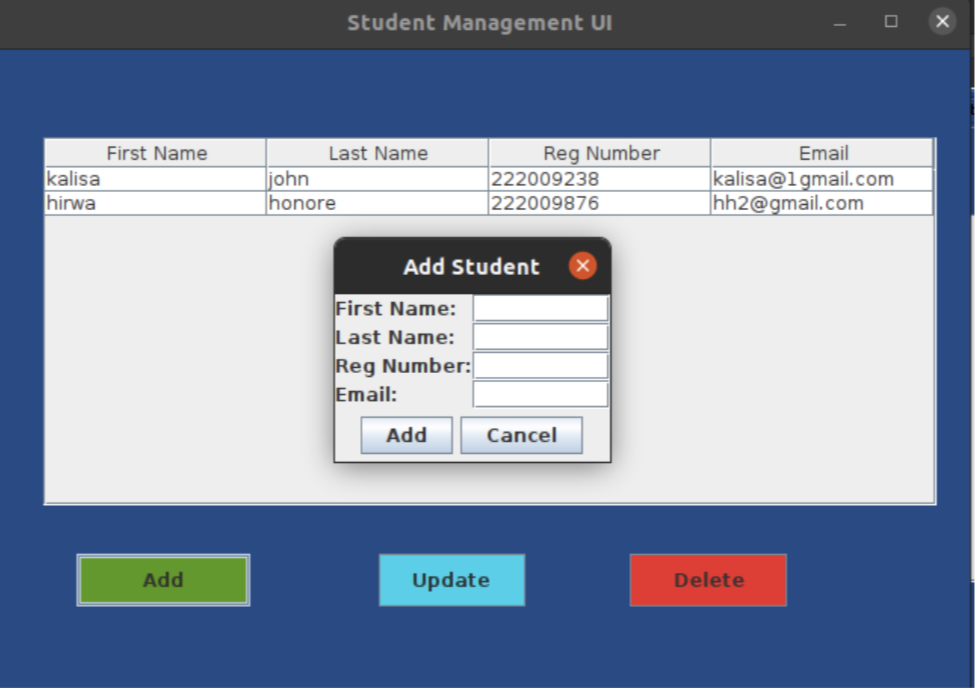 Student Management UI
First Name Last Name Reg Number Email
kalisa john 222009238 kalisa@1gmail.com
hirwa honore 222009876 hh2@gmail.com
Add Student
First Name:
Last Name:
Reg Number:
Email:
Add Cancel
Add Update Delete